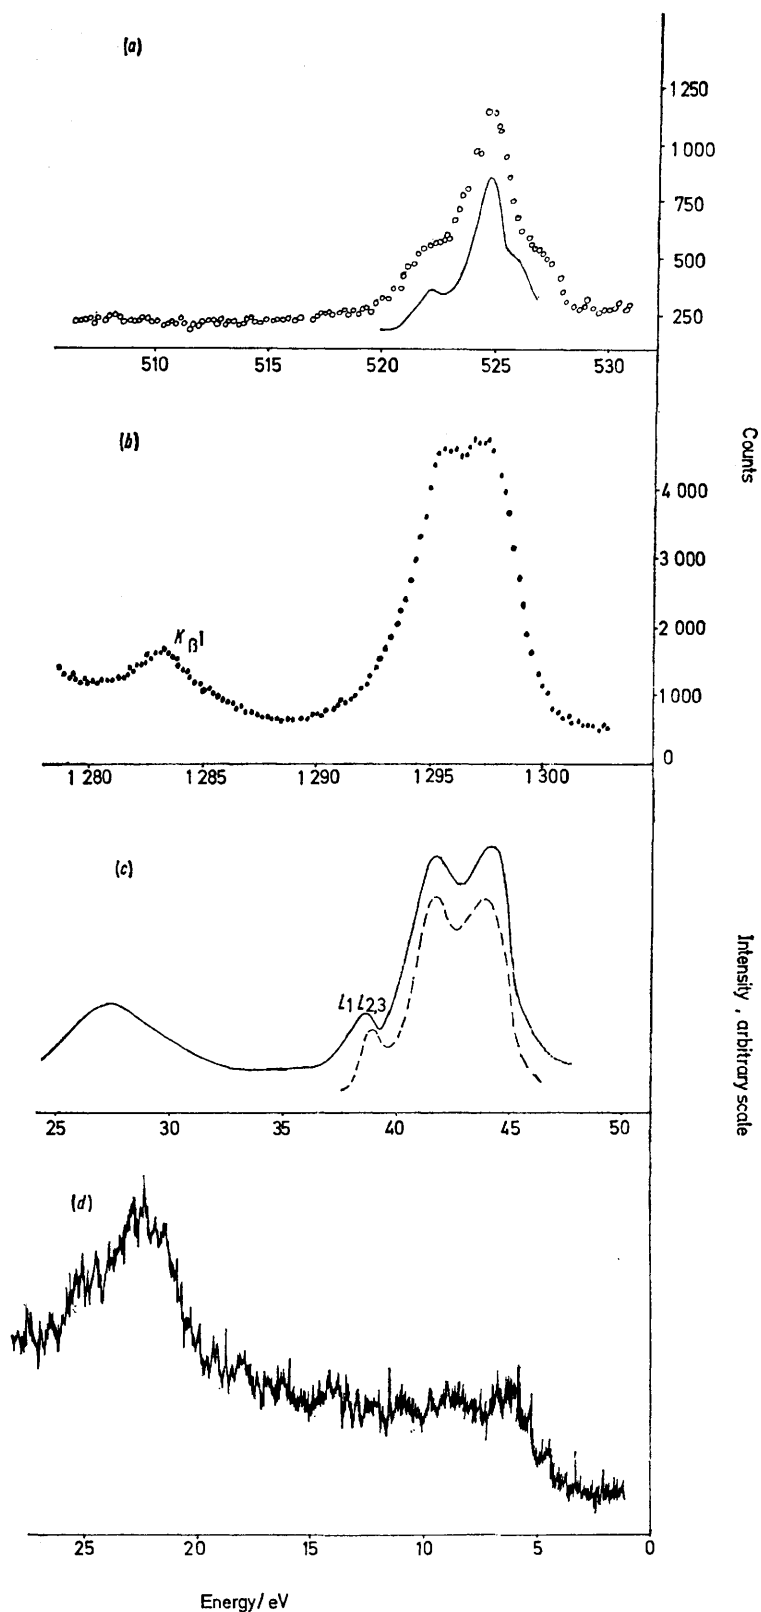 (a)
1 250
1 000
750
500
250
510 515 520 525 530
(b)
Counts
4 000
3 000
2 000
1 000
0
Kβ1
1 280 1 285 1 290 1 295 1 300
(c)
L1 L2,3
Intensity , arbitrary scale
25 30 35 40 45 50
(d)
25 20 15 10 5 0
Energy/ eV